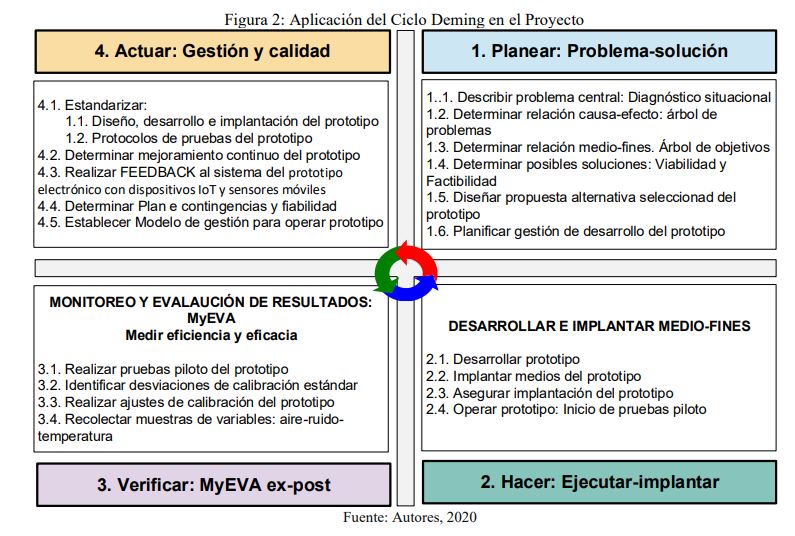 Figura 2: Aplicación del Ciclo Deming en el Proyecto
4. Actuar: Gestión y calidad
4.1. Estandarizar:
1.1. Diseño, desarrollo e implantación del prototipo
1.2. Protocolos de pruebas del prototipo
4.2. Determinar mejoramiento continuo del prototipo
4.3. Realizar FEEDBACK al sistema del prototipo
electrónico con dispositivos IoT y sensores móviles
4.4. Determinar Plan e contingencias y fiabilidad
4.5. Establecer Modelo de gestión para operar prototipo
1. Planear: Problema-solución
1..1. Describir problema central: Diagnóstico situacional
1.2. Determinar relación causa-efecto: árbol de
problemas
1.3. Determinar relación medio-fines. Árbol de objetivos
1.4. Determinar posibles soluciones: Viabilidad y
Factibilidad
1.5. Diseñar propuesta alternativa seleccionad del
prototipo
1.6. Planificar gestión de desarrollo del prototipo
MONITOREO Y EVALAUCIÓN DE RESULTADOS:
MyEVA
Medir eficiencia y eficacia
3.1. Realizar pruebas piloto del prototipo
3.2. Identificar desviaciones de calibración estándar
3.3. Realizar ajustes de calibración del prototipo
3.4. Recolectar muestras de variables: aire-ruido-
temperatura
3. Verificar: MyEVA ex-post
DESARROLLAR E IMPLANTAR MEDIO-FINES
2.1. Desarrollar prototipo
2.2. Implantar medios del prototipo
2.3. Asegurar implantación del prototipo
2.4. Operar prototipo: Inicio de pruebas piloto
2. Hacer: Ejecutar-implantar
Fuente: Autores, 2020